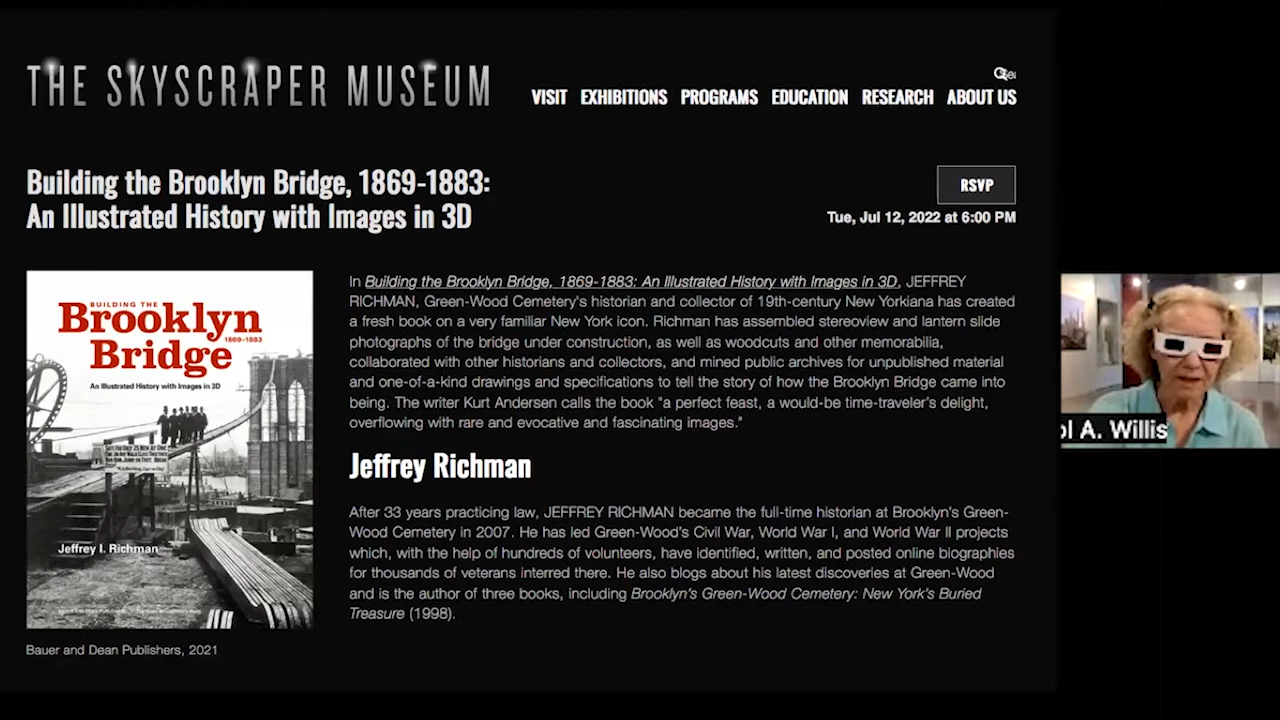 THE SKYSCRAPER MUSEUM
VISIT EXHIBITIONS PROGRAMS EDUCATION RESEARCH ABOUT US
Building the Brooklyn Bridge, 1869-1883:
An Illustrated History with Images in 3D
RSVP
Tue, Jul 12, 2022 at 6:00 PM
BUILDING THE
Brooklyn
1869-1883
Bridge
An Illustrated History with Images in 3D
Jeffrey I. Richman
Bauer and Dean Publishers, 2021
In Building the Brooklyn Bridge, 1869-1883: An Illustrated History with Images in 3D, JEFFREY
RICHMAN, Green-Wood Cemetery's historian and collector of 19th-century New Yorkiana has created
a fresh book on a very familiar New York icon. Richman has assembled stereoview and lantern slide
photographs of the bridge under construction, as well as woodcuts and other memorabilia,
collaborated with other historians and collectors, and mined public archives for unpublished material
and one-of-a-kind drawings and specifications to tell the story of how the Brooklyn Bridge came into
being. The writer Kurt Andersen calls the book "a perfect feast, a would-be time-traveler's delight,
overflowing with rare and evocative and fascinating images."
Jeffrey Richman
After 33 years practicing law, JEFFREY RICHMAN became the full-time historian at Brooklyn's Green-
Wood Cemetery in 2007. He has led Green-Wood's Civil War, World War I, and World War II projects
which, with the help of hundreds of volunteers, have identified, written, and posted online biographies
for thousands of veterans interred there. He also blogs about his latest discoveries at Green-Wood
and is the author of three books, including Brooklyn's Green-Wood Cemetery: New York's Buried
Treasure (1998).
ol A. Willis